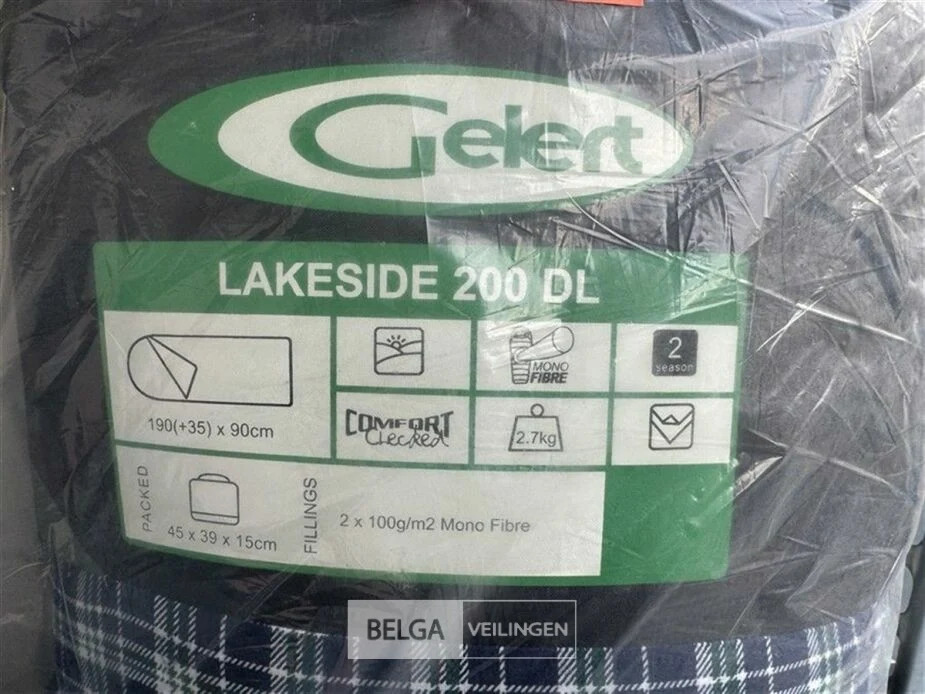 Gelert
LAKESIDE 200 DL
190(+35) x 90cm
MONO
FIBRE
2
season
COMFORT
Checked
2.7kg
PACKED
45 x 39 x 15cm
FILLINGS
2 x 100g/m2 Mono Fibre
BELGA VEILINGEN